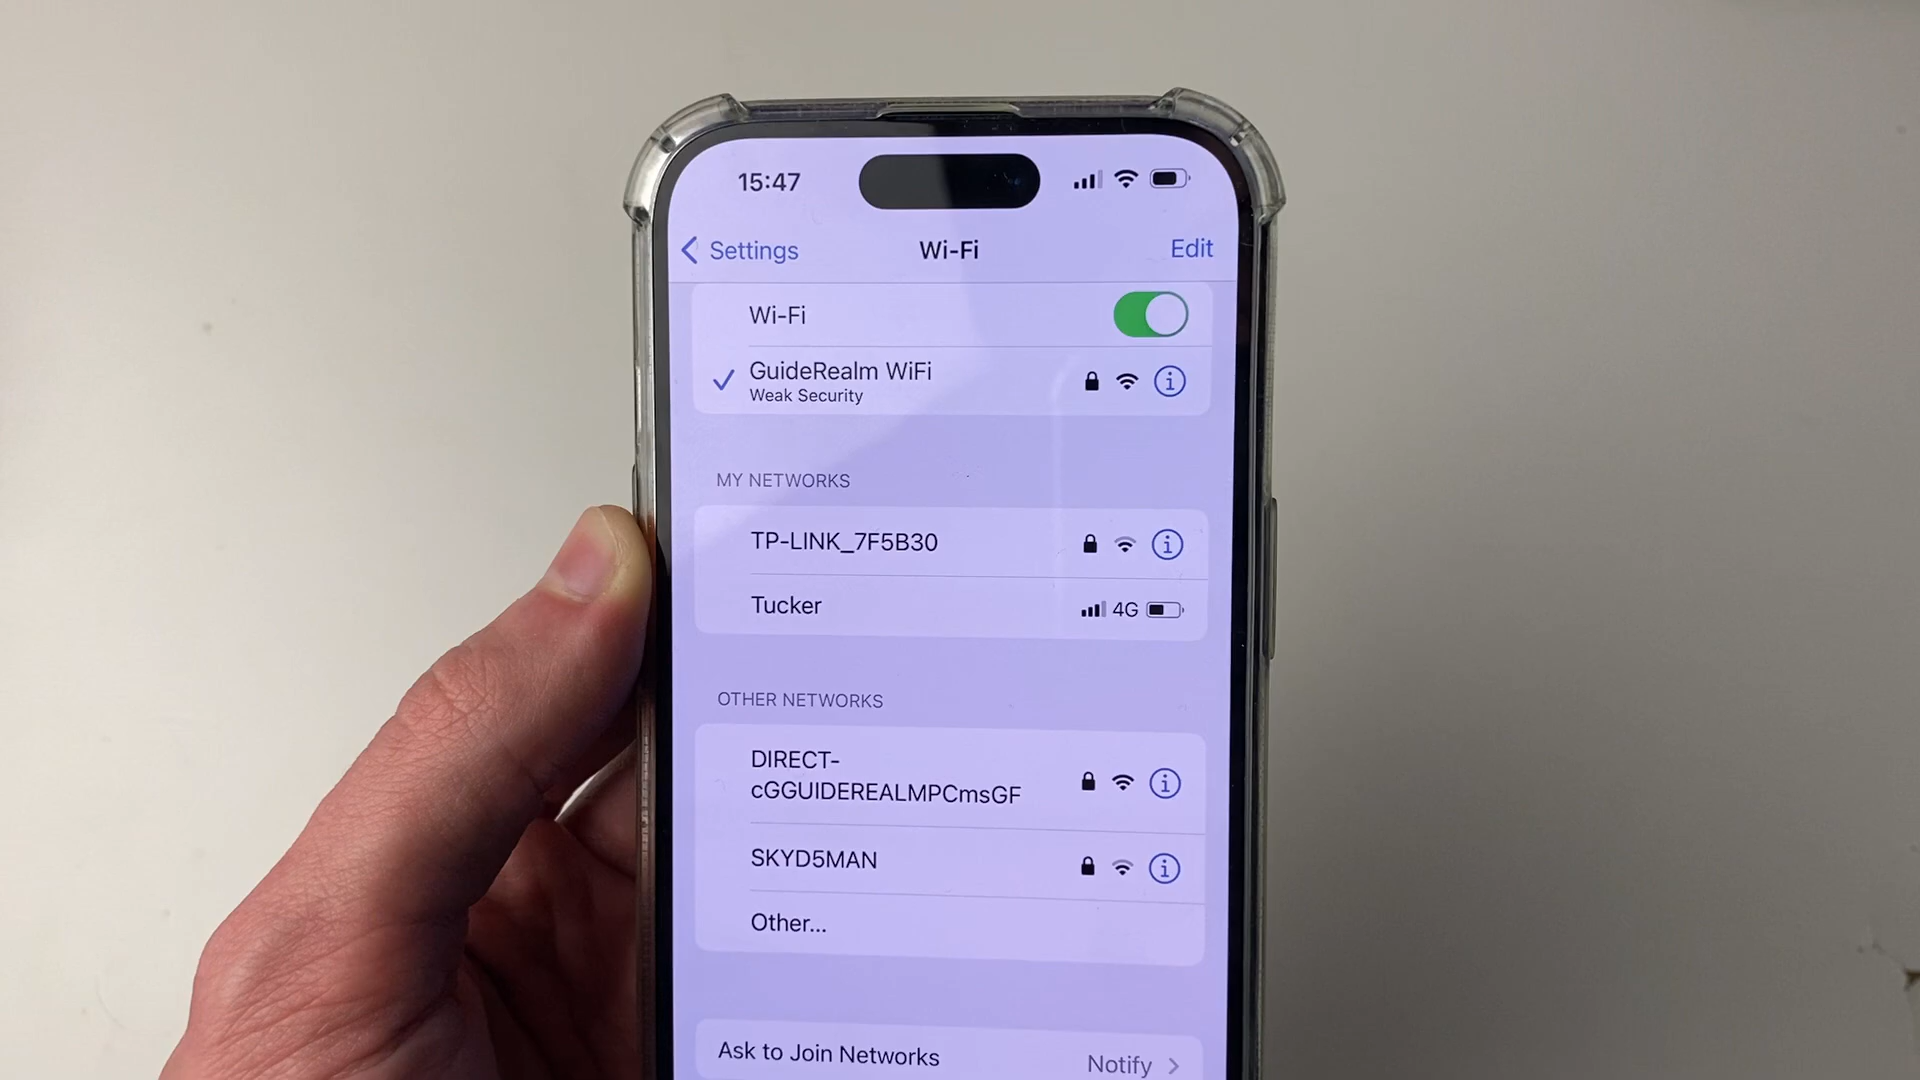 15:47
Settings
Wi-Fi
Edit
Wi-Fi
GuideRealm WiFi
Weak Security
MY NETWORKS
TP-LINK_7F5B30
Tucker
4G
OTHER NETWORKS
DIRECT-
cGGUIDEREALMPCmsGF
SKYD5MAN
Other...
Ask to Join Networks
Notify